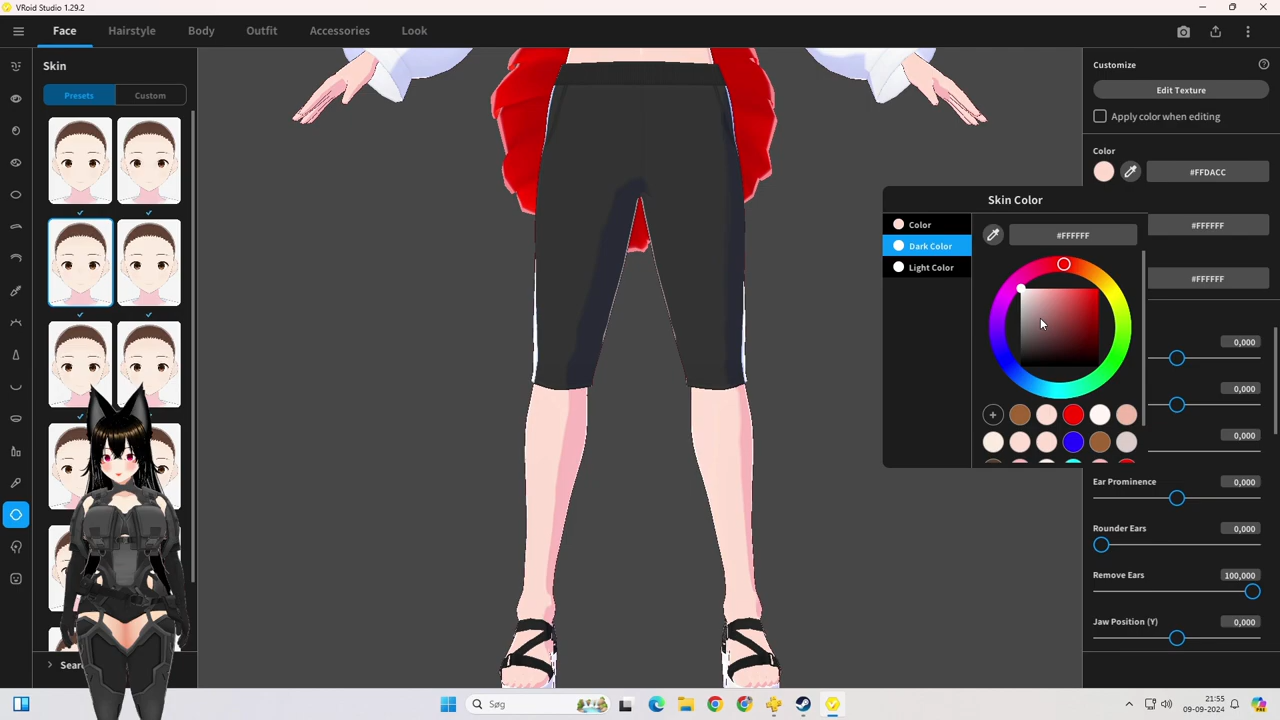 VRoid Studio 1.29.2
Face
Hairstyle
Body
Outfit
Accessories
Look
Skin
Presets
Custom
Customize
Edit Texture
Apply color when editing
Color
#FFDACC
Skin Color
Color
Dark Color
Light Color
#FFFFFF
#FFFFFF
#FFFFFF
0,000
0,000
0,000
Ear Prominence
0,000
Rounder Ears
0,000
Remove Ears
100,000
Jaw Position (Y)
0,000
Søg
21:55
09-09-2024